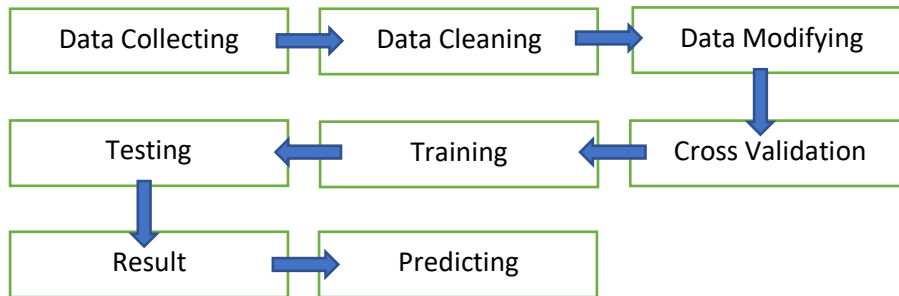 Data Collecting
Data Cleaning
Data Modifying
Cross Validation
Training
Testing
Result
Predicting